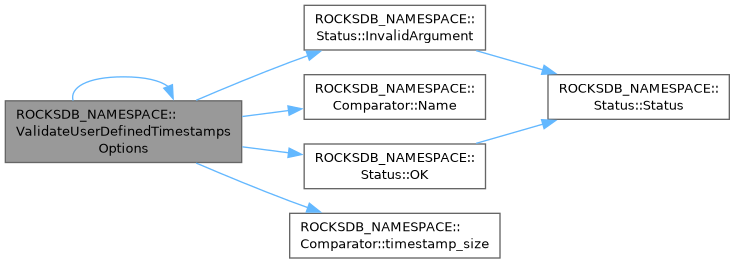 ROCKSDB_NAMESPACE::
ValidateUserDefinedTimestamps
Options
ROCKSDB_NAMESPACE::
Status::InvalidArgument
ROCKSDB_NAMESPACE::
Comparator::Name
ROCKSDB_NAMESPACE::
Status::OK
ROCKSDB_NAMESPACE::
Comparator::timestamp_size
ROCKSDB_NAMESPACE::
Status::Status